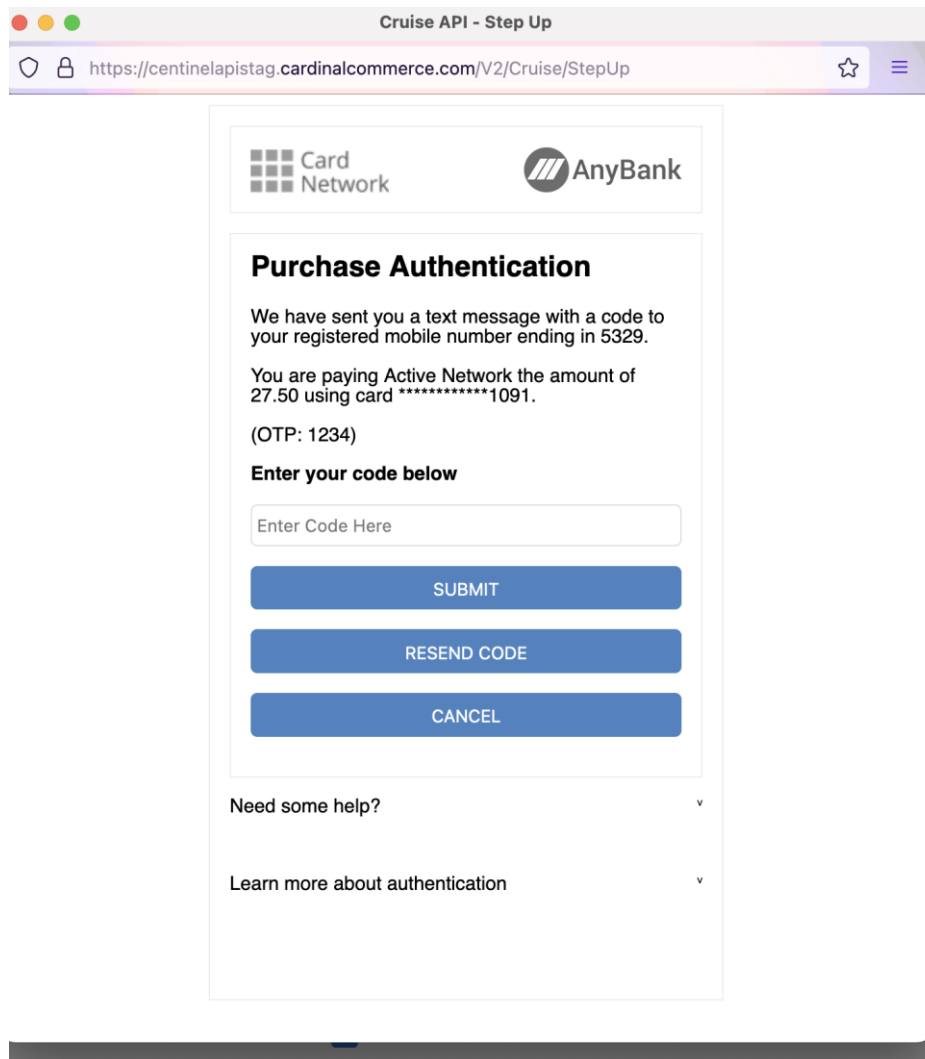 Cruise API - Step Up
https://centinelapistag.cardinalcommerce.com/V2/Cruise/StepUp
Card
Network
AnyBank
Purchase Authentication
We have sent you a text message with a code to
your registered mobile number ending in 5329.
You are paying Active Network the amount of
27.50 using card ************1091.
(OTP: 1234)
Enter your code below
Enter Code Here
SUBMIT
RESEND CODE
CANCEL
Need some help?
Learn more about authentication